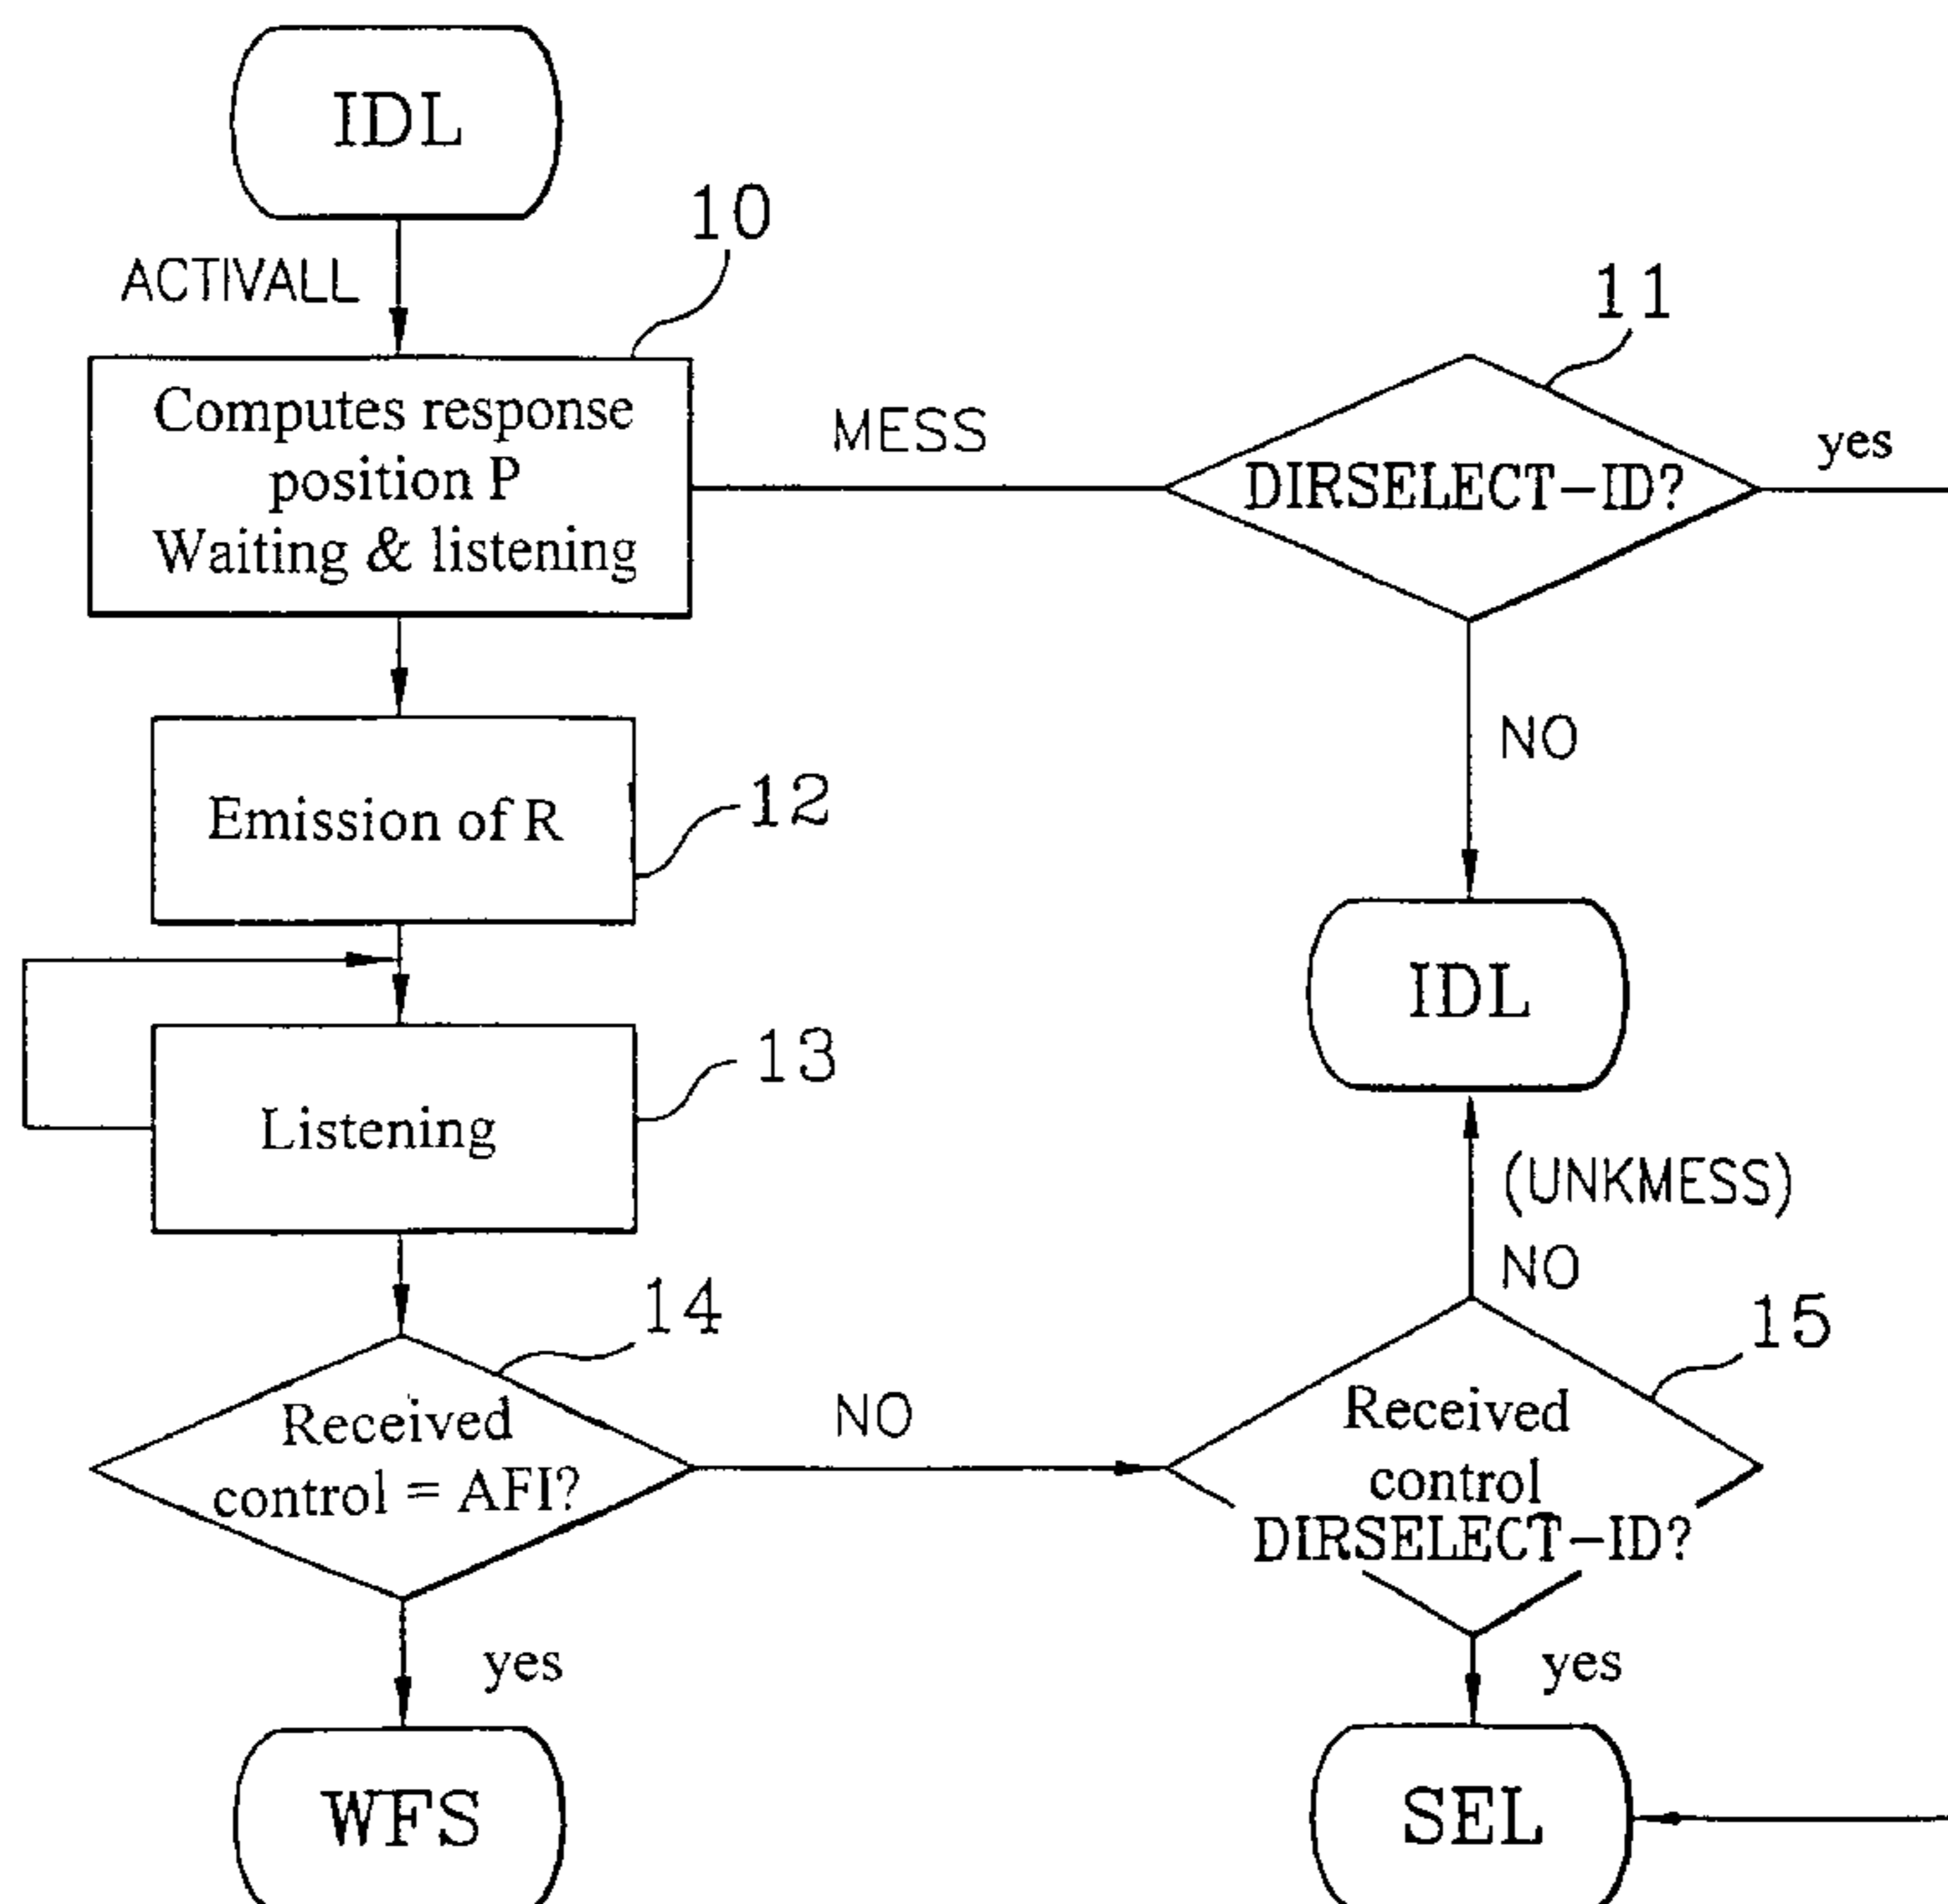 IDL
ACTIVALL
10
Computes response
position P
Waiting & listening
MESS
11
DIRSELECT-ID?
yes
NO
Emission of R
12
IDL
Listening
13
(UNKMESS)
NO
14
Received
control = AFI?
NO
15
Received
control
DIRSELECT-ID?
yes
yes
WFS
SEL